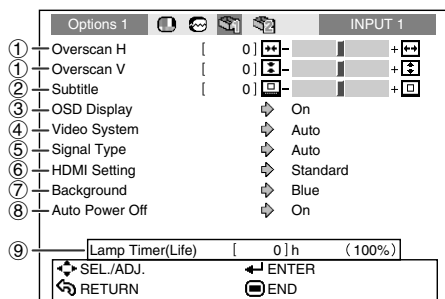 Options 1 INPUT 1
① Overscan H [ 0] - +
① Overscan V [ 0] - +
② Subtitle [ 0] - +
③ OSD Display On
④ Video System Auto
⑤ Signal Type Auto
⑥ HDMI Setting Standard
⑦ Background Blue
⑧ Auto Power Off On
⑨ Lamp Timer(Life) [ 0] h (100%)
SEL./ADJ. ENTER
RETURN END